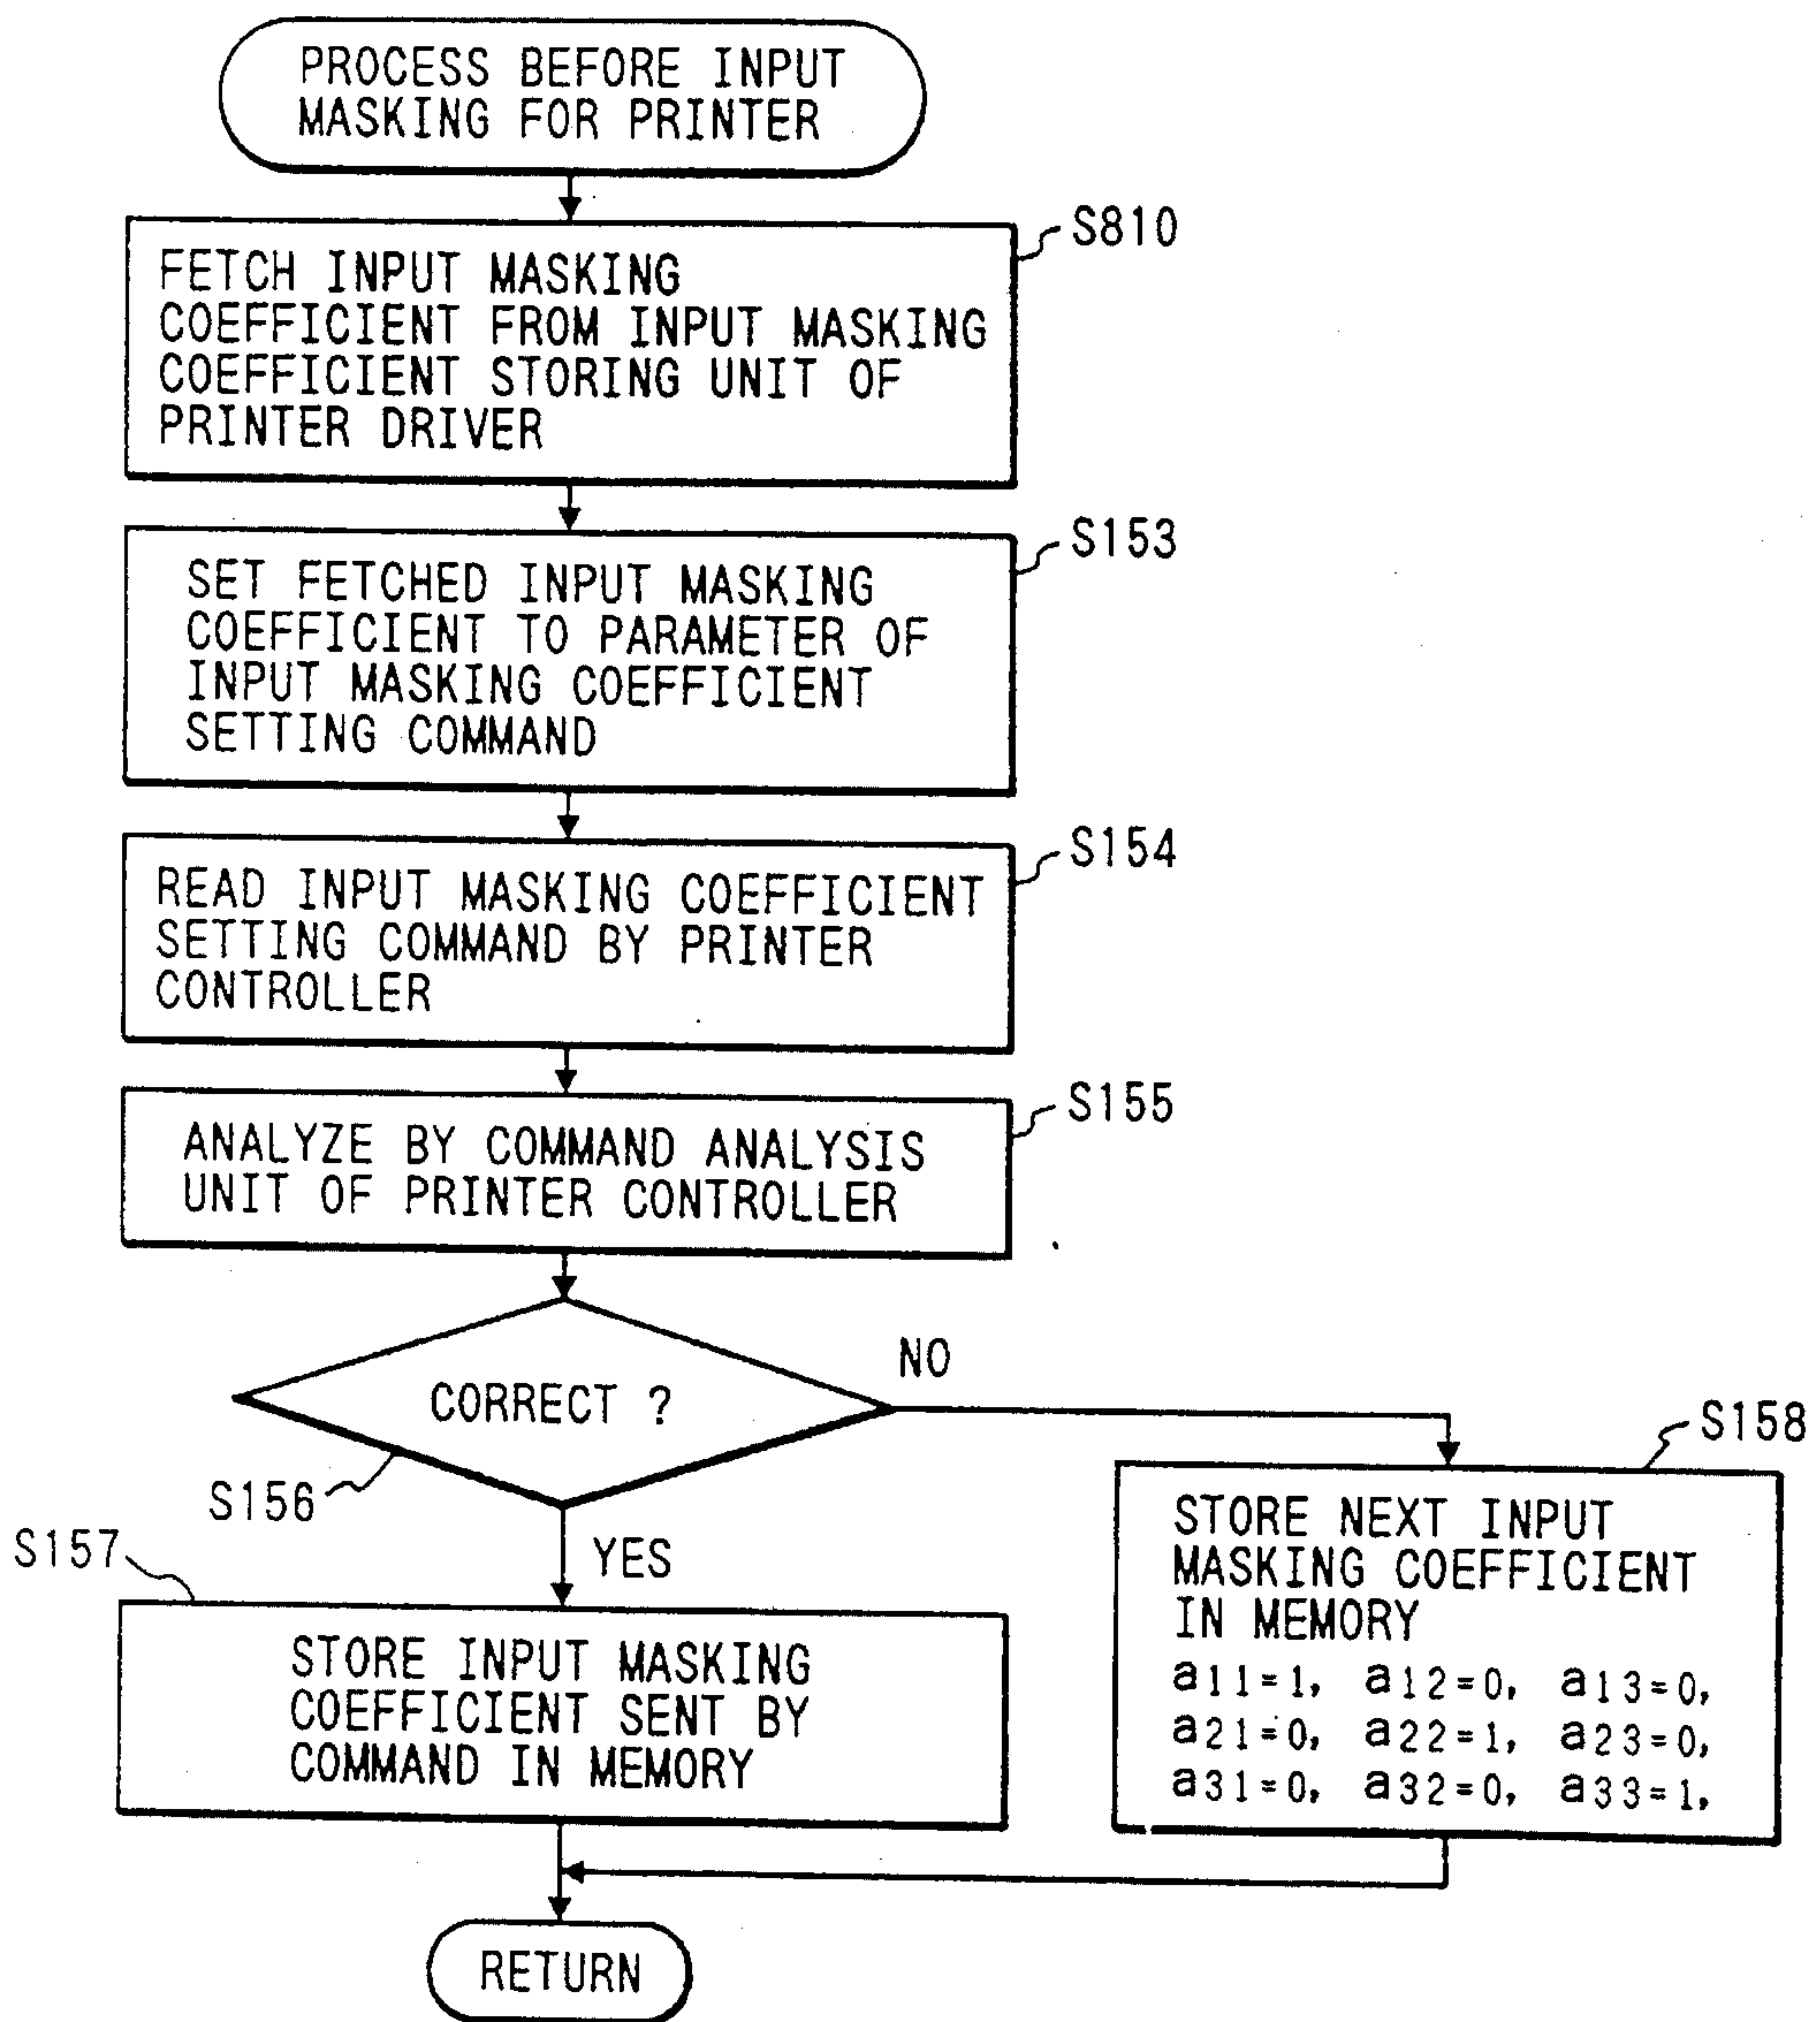 PROCESS BEFORE INPUT
MASKING FOR PRINTER
S810
FETCH INPUT MASKING
COEFFICIENT FROM INPUT MASKING
COEFFICIENT STORING UNIT OF
PRINTER DRIVER
S153
SET FETCHED INPUT MASKING
COEFFICIENT TO PARAMETER OF
INPUT MASKING COEFFICIENT
SETTING COMMAND
S154
READ INPUT MASKING COEFFICIENT
SETTING COMMAND BY PRINTER
CONTROLLER
S155
ANALYZE BY COMMAND ANALYSIS
UNIT OF PRINTER CONTROLLER
CORRECT ?
NO
S156
YES
S157
STORE INPUT MASKING
COEFFICIENT SENT BY
COMMAND IN MEMORY
S158
STORE NEXT INPUT
MASKING COEFFICIENT
IN MEMORY
a11=1, a12=0, a13=0,
a21=0, a22=1, a23=0,
a31=0, a32=0, a33=1,
RETURN